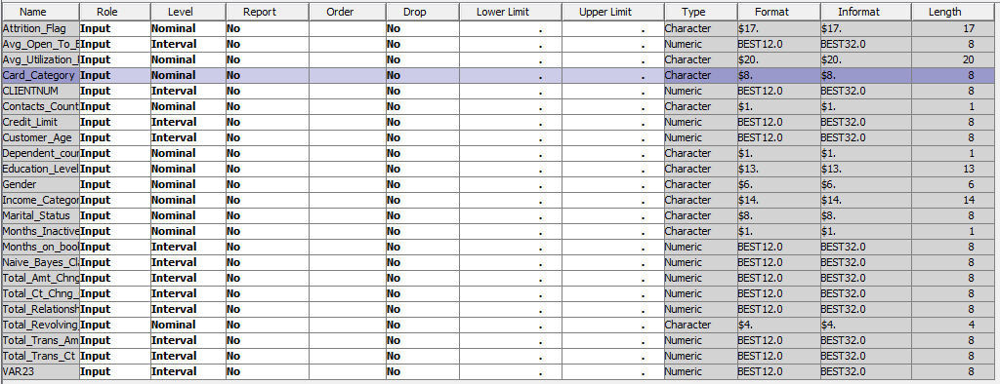 Name Role Level Report Order Drop Lower Limit Upper Limit Type Format Informat Length
Attrition_Flag Input Nominal No No . . Character $17. $17. 17
Avg_Open_To_B Input Interval No No . . Numeric BEST12.0 BEST32.0 8
Avg_Utilization_ Input Nominal No No . . Character $20. $20. 20
Card_Category Input Nominal No No . . Character $8. $8. 8
CLIENTNUM Input Interval No No . . Numeric BEST12.0 BEST32.0 8
Contacts_Count Input Nominal No No . . Character $1. $1. 1
Credit_Limit Input Interval No No . . Numeric BEST12.0 BEST32.0 8
Customer_Age Input Interval No No . . Numeric BEST12.0 BEST32.0 8
Dependent_coun Input Nominal No No . . Character $1. $1. 1
Education_Level Input Nominal No No . . Character $13. $13. 13
Gender Input Nominal No No . . Character $6. $6. 6
Income_Categor Input Nominal No No . . Character $14. $14. 14
Marital_Status Input Nominal No No . . Character $8. $8. 8
Months_Inactive Input Nominal No No . . Character $1. $1. 1
Months_on_bool Input Interval No No . . Numeric BEST12.0 BEST32.0 8
Naive_Bayes_Cl Input Interval No No . . Numeric BEST12.0 BEST32.0 8
Total_Amt_Chng Input Interval No No . . Numeric BEST12.0 BEST32.0 8
Total_Ct_Chng_ Input Interval No No . . Numeric BEST12.0 BEST32.0 8
Total_Relationsh Input Interval No No . . Numeric BEST12.0 BEST32.0 8
Total_Revolving_ Input Nominal No No . . Character $4. $4. 4
Total_Trans_Am Input Interval No No . . Numeric BEST12.0 BEST32.0 8
Total_Trans_Ct Input Interval No No . . Numeric BEST12.0 BEST32.0 8
VAR23 Input Interval No No . . Numeric BEST12.0 BEST32.0 8